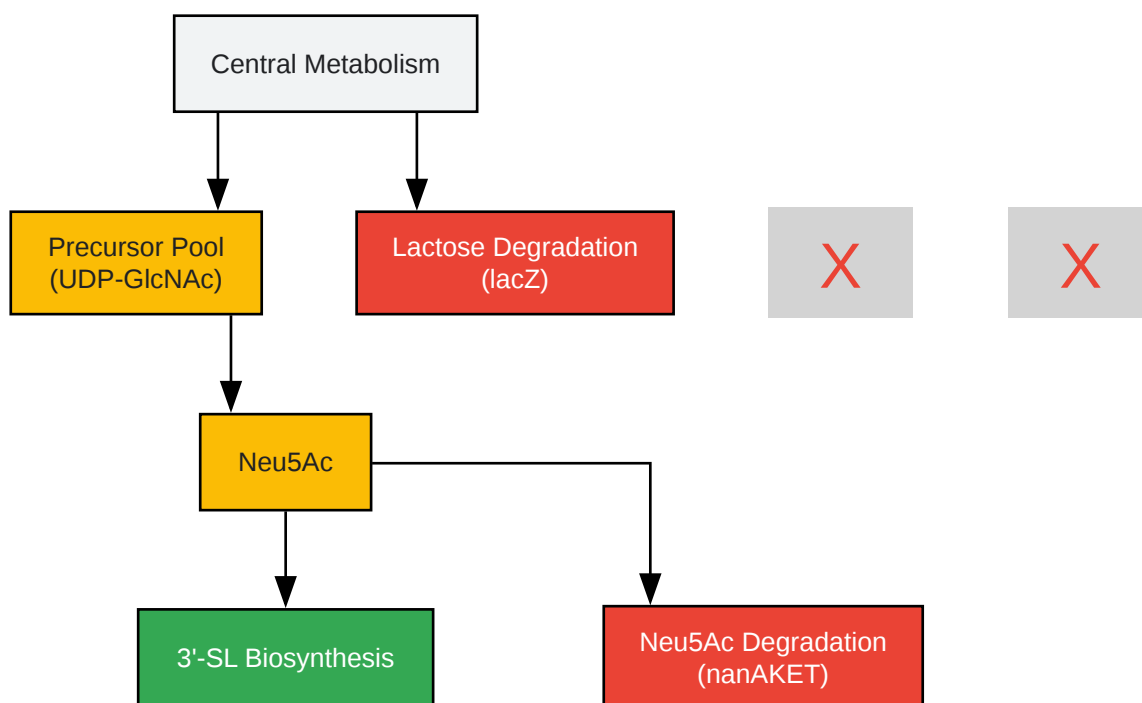 Central Metabolism
Precursor Pool
(UDP-GlcNAc)
Lactose Degradation
(lacZ)
X
X
Neu5Ac
3'-SL Biosynthesis
Neu5Ac Degradation
(nanAKET)